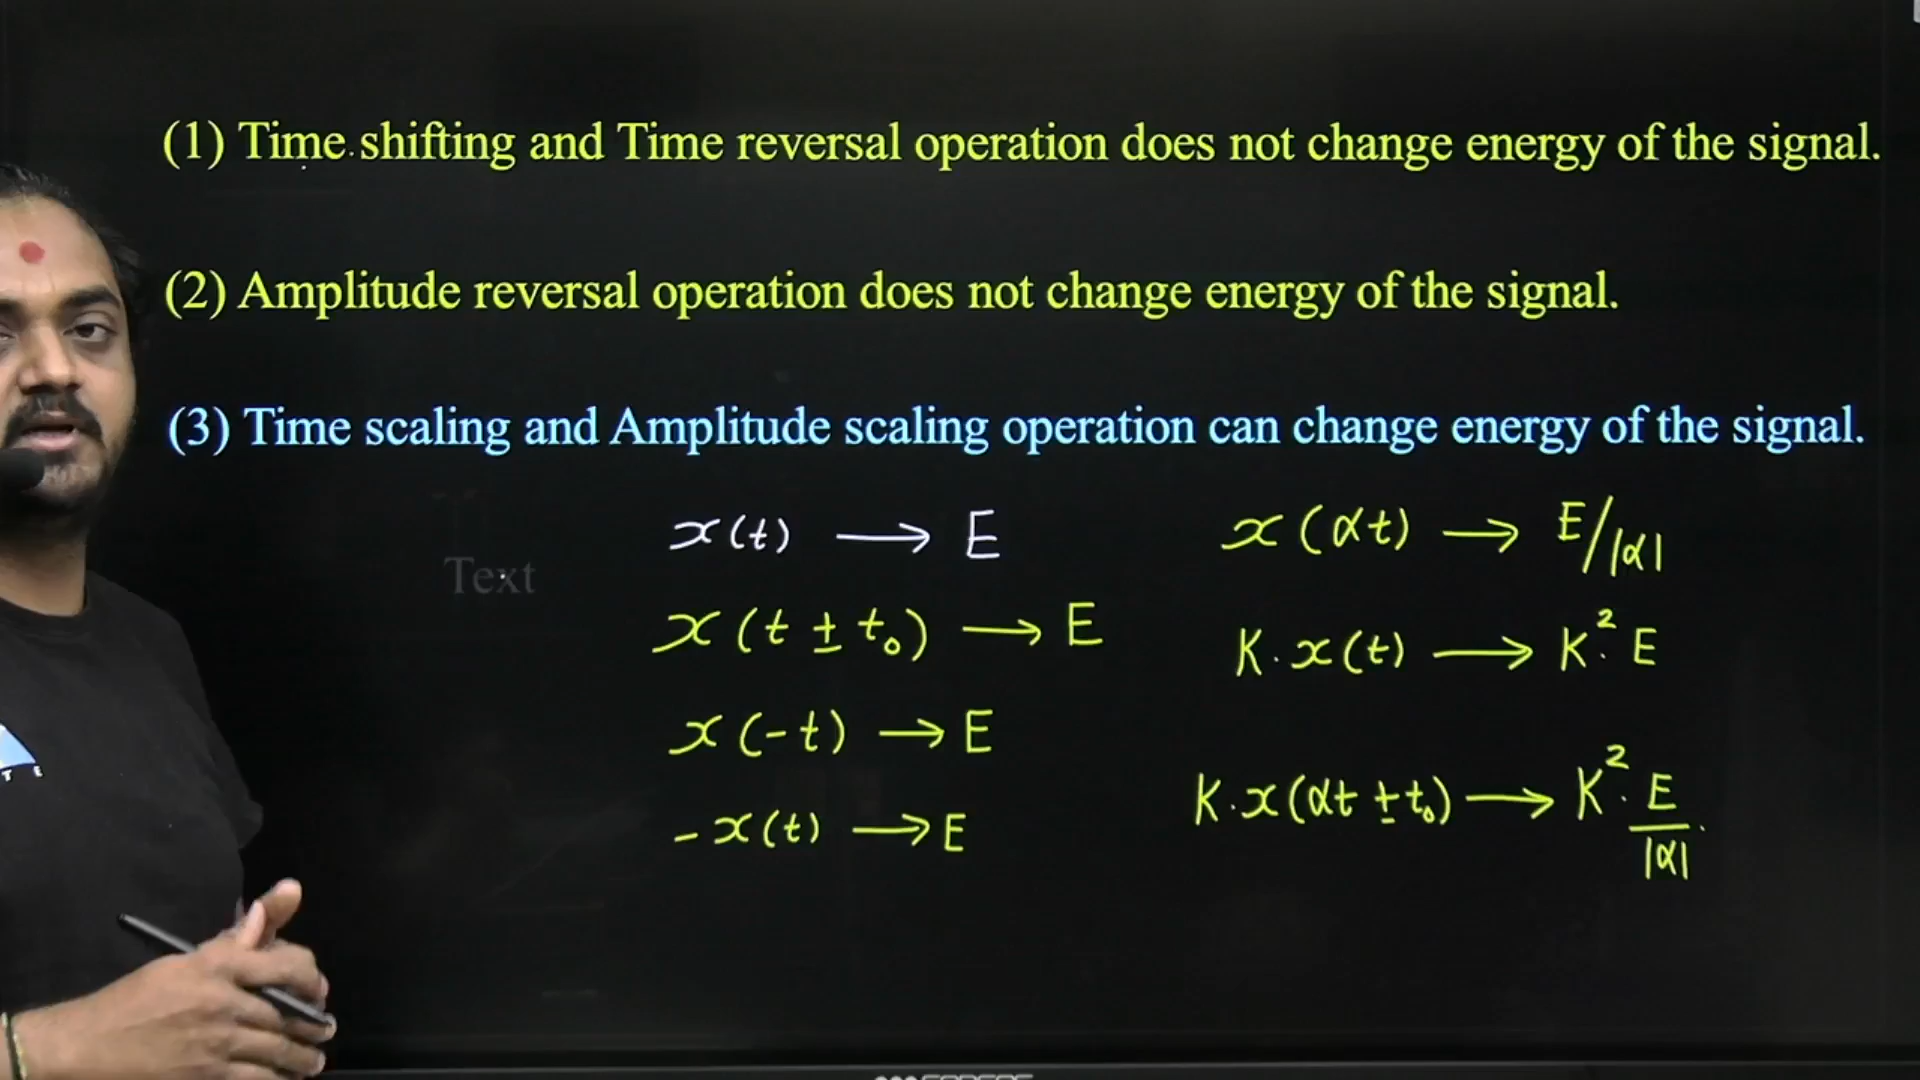 (1) Time shifting and Time reversal operation does not change energy of the signal.
(2) Amplitude reversal operation does not change energy of the signal.
(3) Time scaling and Amplitude scaling operation can change energy of the signal.
Text
x(t) → E
x(t ± t₀) → E
x(-t) → E
-x(t) → E
x(αt) → E/|α|
K.x(t) → K².E
K.x(αt ± t₀) → K².E/|α|
T E